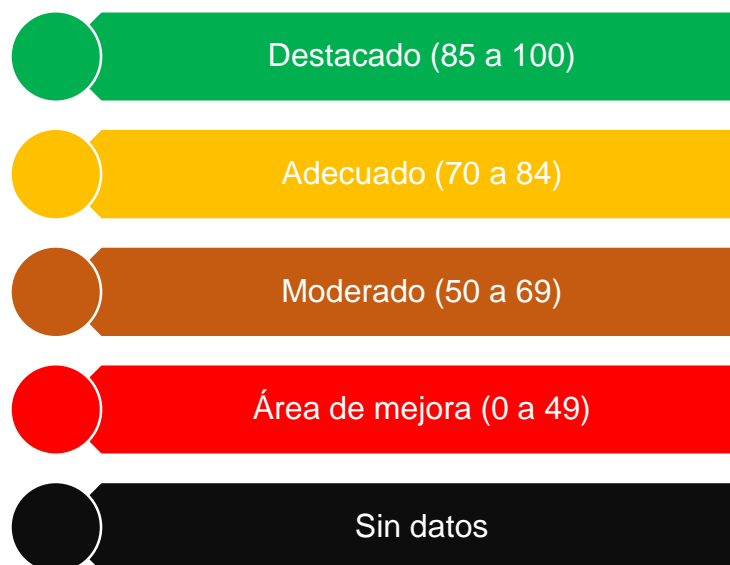 Destacado (85 a 100)
Adecuado (70 a 84)
Moderado (50 a 69)
Área de mejora (0 a 49)
Sin datos